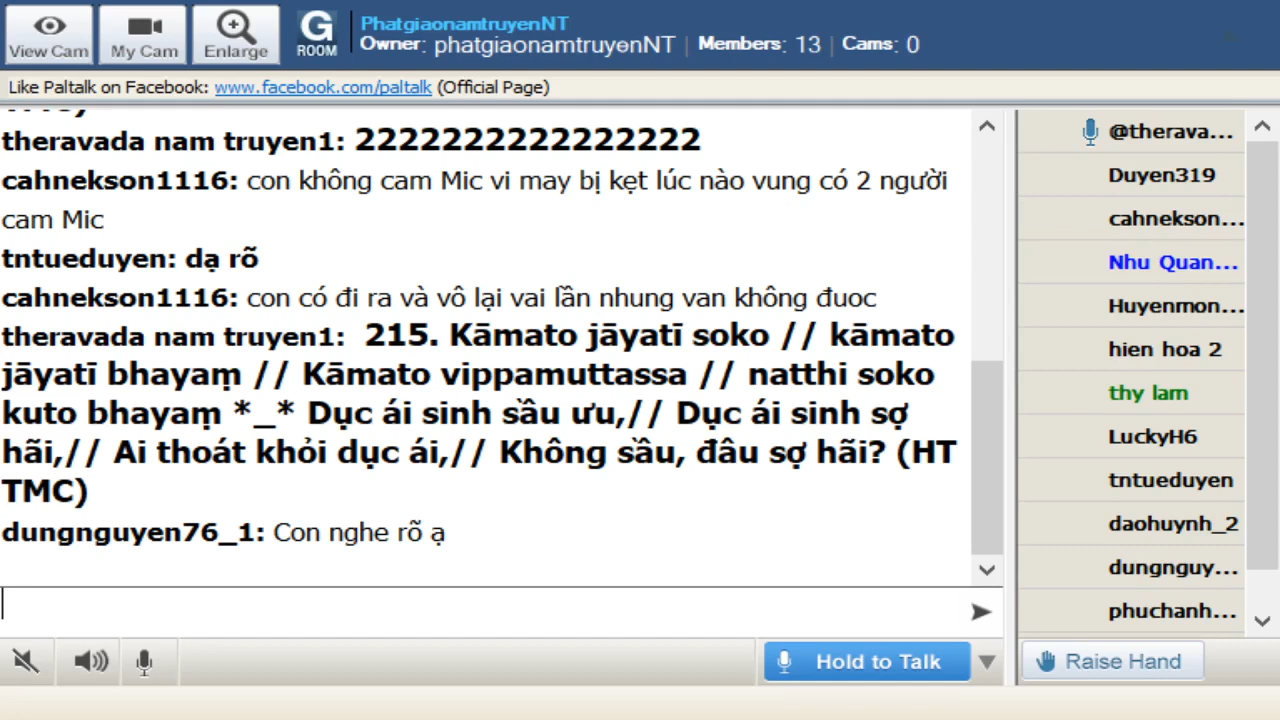 View Cam
My Cam
Enlarge
G
ROOM
PhatgiaonamtruyenNT
Owner: phatgiaonamtruyenNT | Members: 13 | Cams: 0
Like Paltalk on Facebook: www.facebook.com/paltalk (Official Page)
theravada nam truyen1: 22222222222222222
cahnekson1116: con không cam Mic vi may bị kẹt lúc nào vung có 2 người
cam Mic
tntueduyen: dạ rõ
cahnekson1116: con có đi ra và vô lại vai lần nhung van không đuoc
theravada nam truyen1: 215. Kāmato jāyatī soko // kāmato
jāyatī bhayaṃ // Kāmato vippamuttassa // natthi soko
kuto bhayaṃ *_* Dục ái sinh sầu ưu,// Dục ái sinh sợ
hãi,// Ai thoát khỏi dục ái,// Không sầu, đâu sợ hãi? (HT
TMC)
dungnguyen76_1: Con nghe rõ ạ
@therava...
Duyen319
cahnekson...
Nhu Quan...
Huyenmon...
hien hoa 2
thy lam
LuckyH6
tntueduyen
daohuynh_2
dungnguy...
phuchanh...
Hold to Talk
Raise Hand